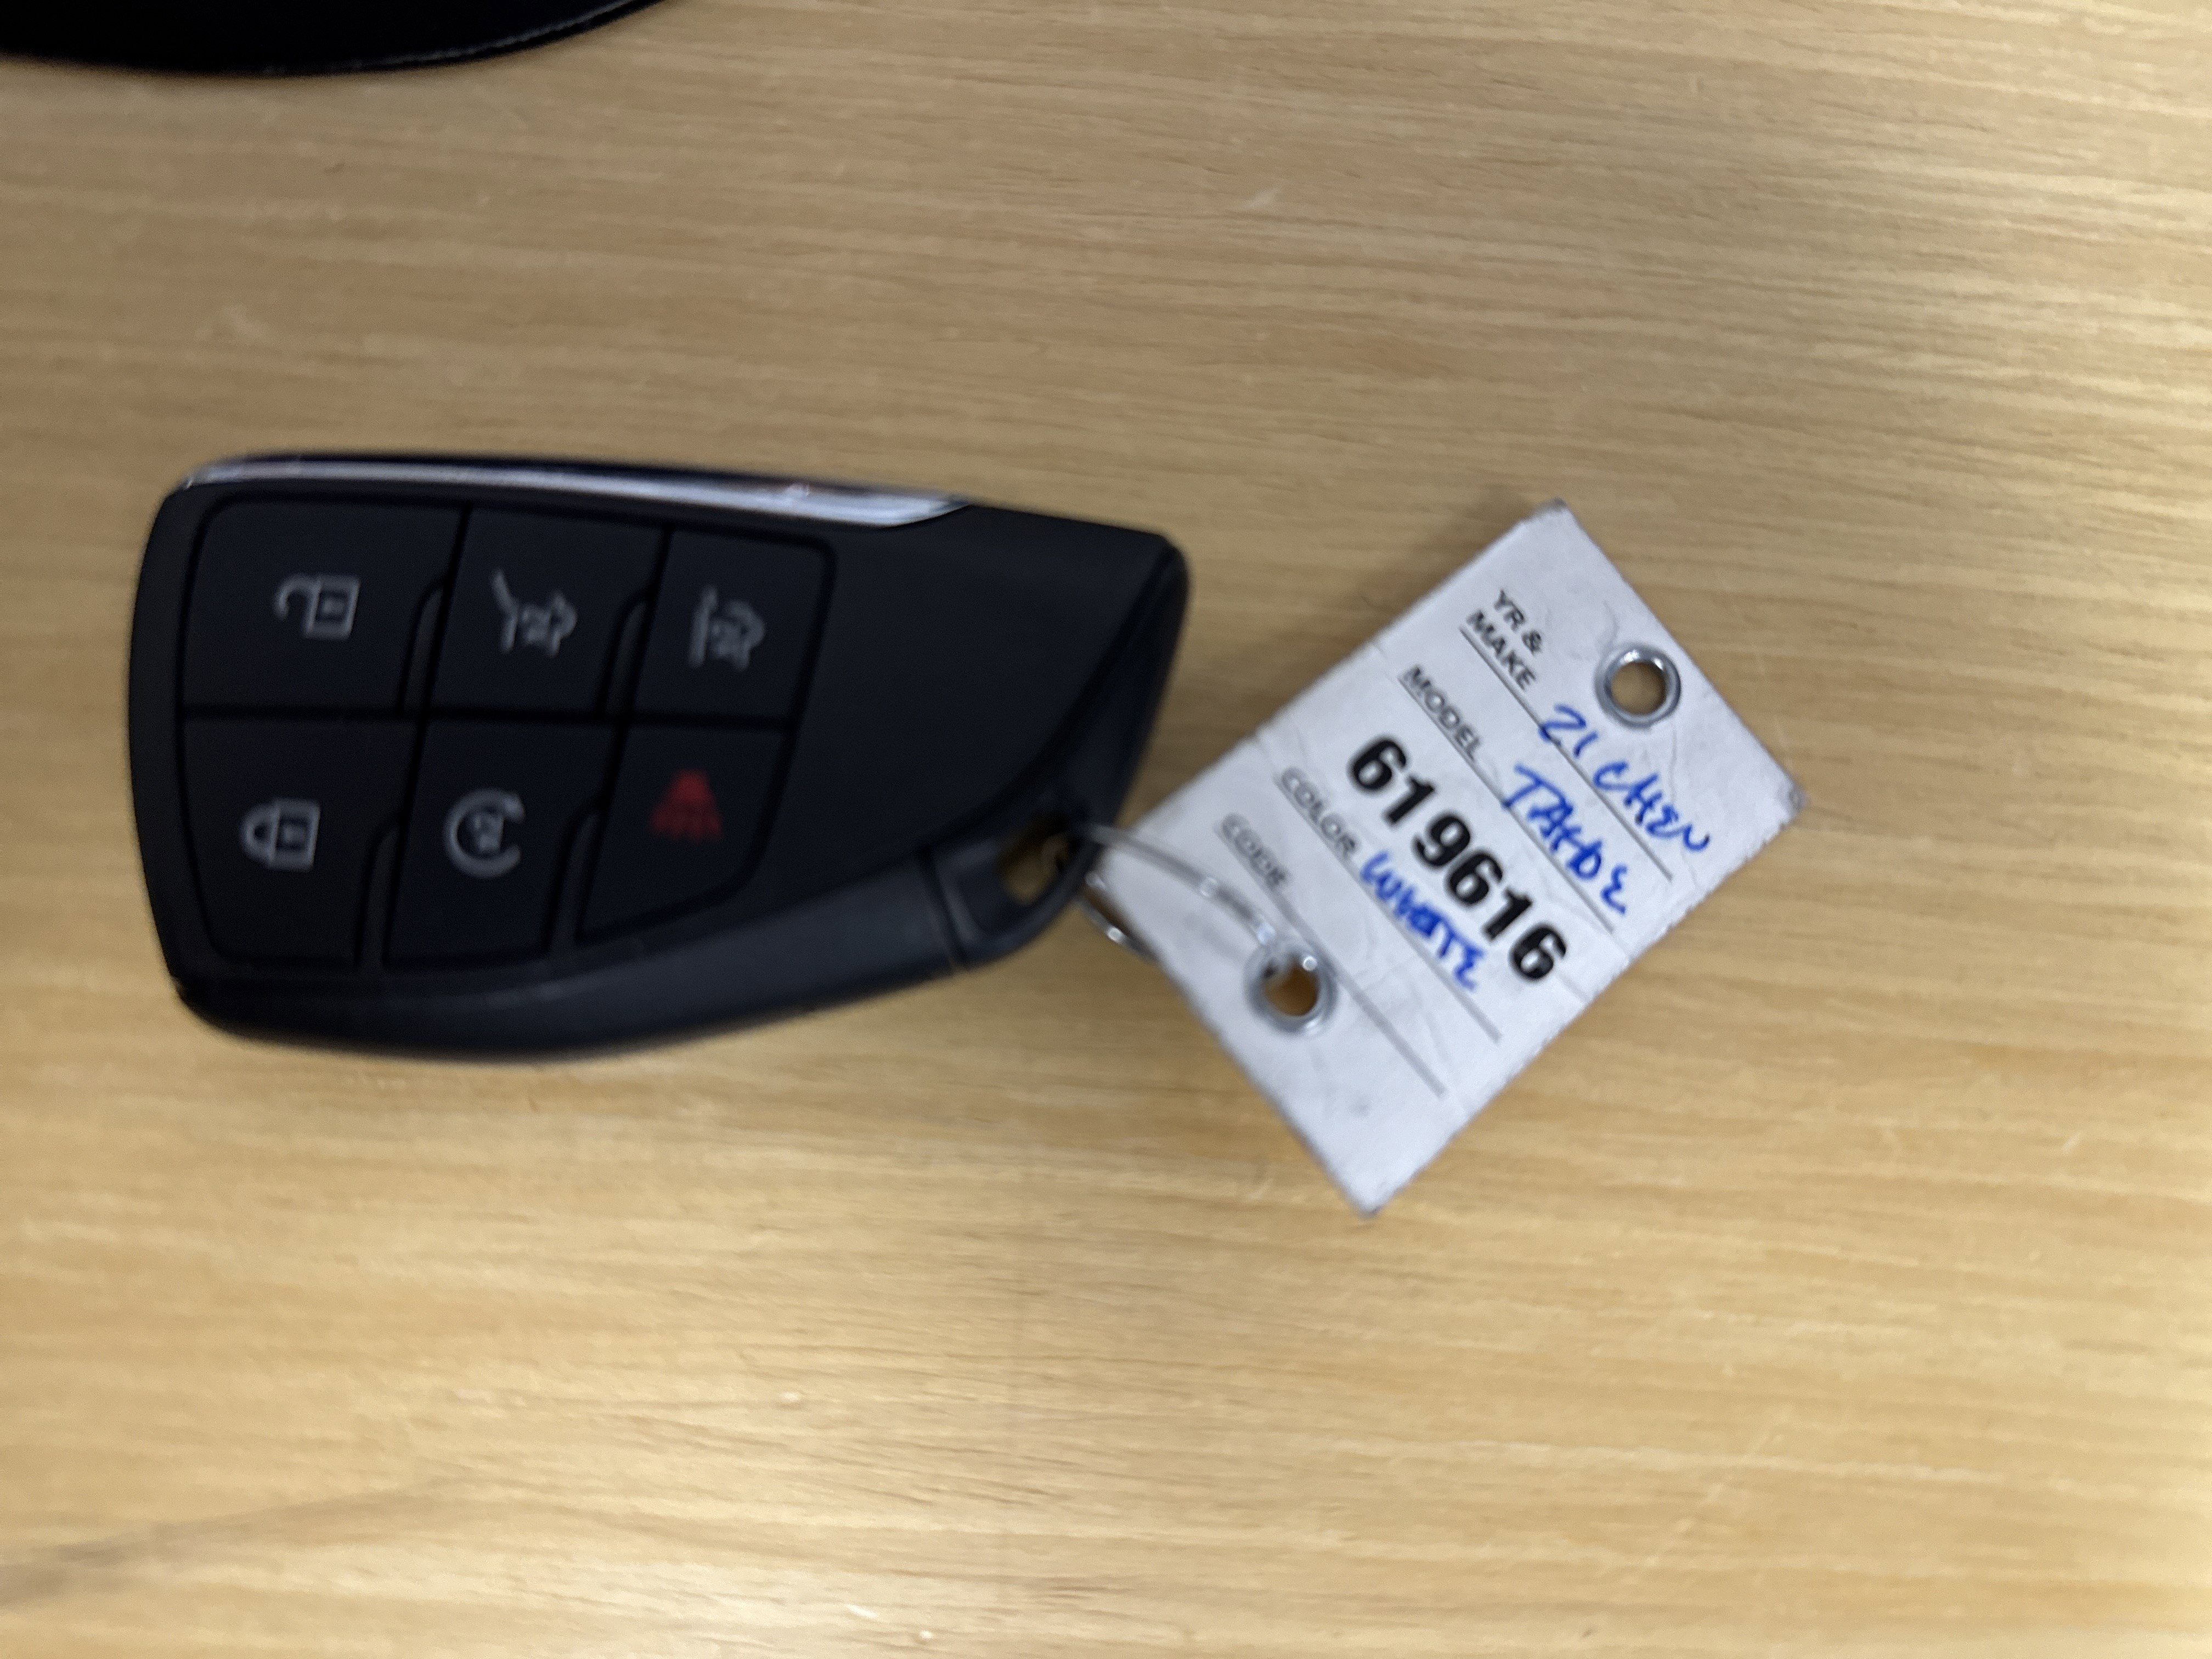 YR &
MAKE 21 CHEV
MODEL TAHOE
619616
COLOR WHITE
CODE